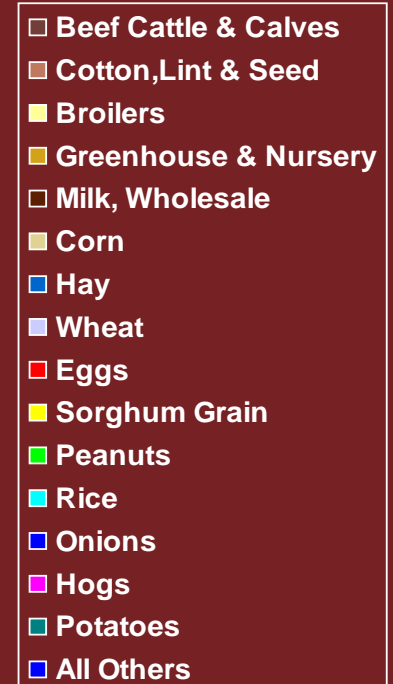 Beef Cattle & Calves
Cotton,Lint & Seed
Broilers
Greenhouse & Nursery
Milk, Wholesale
Corn
Hay
Wheat
Eggs
Sorghum Grain
Peanuts
Rice
Onions
Hogs
Potatoes
All Others